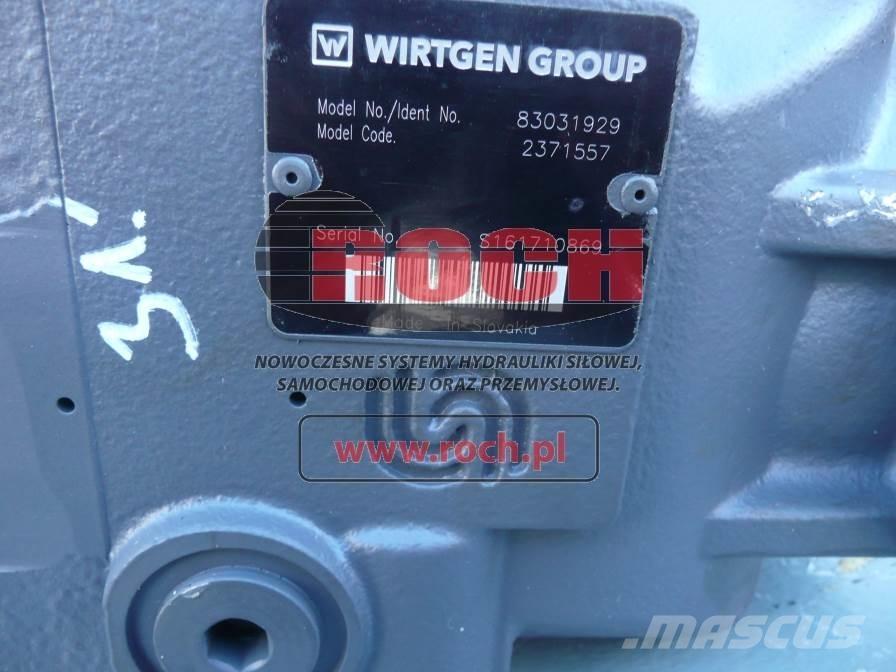 W WIRTGEN GROUP
Model No./Ident No. 83031929
Model Code. 2371557
Serial No S161710869
ROCH
Made In Slovakia
NOWOCZESNE SYSTEMY HYDRAULIKI SIŁOWEJ,
SAMOCHODOWEJ ORAZ PRZEMYSŁOWEJ.
www.roch.pl
MASCUS